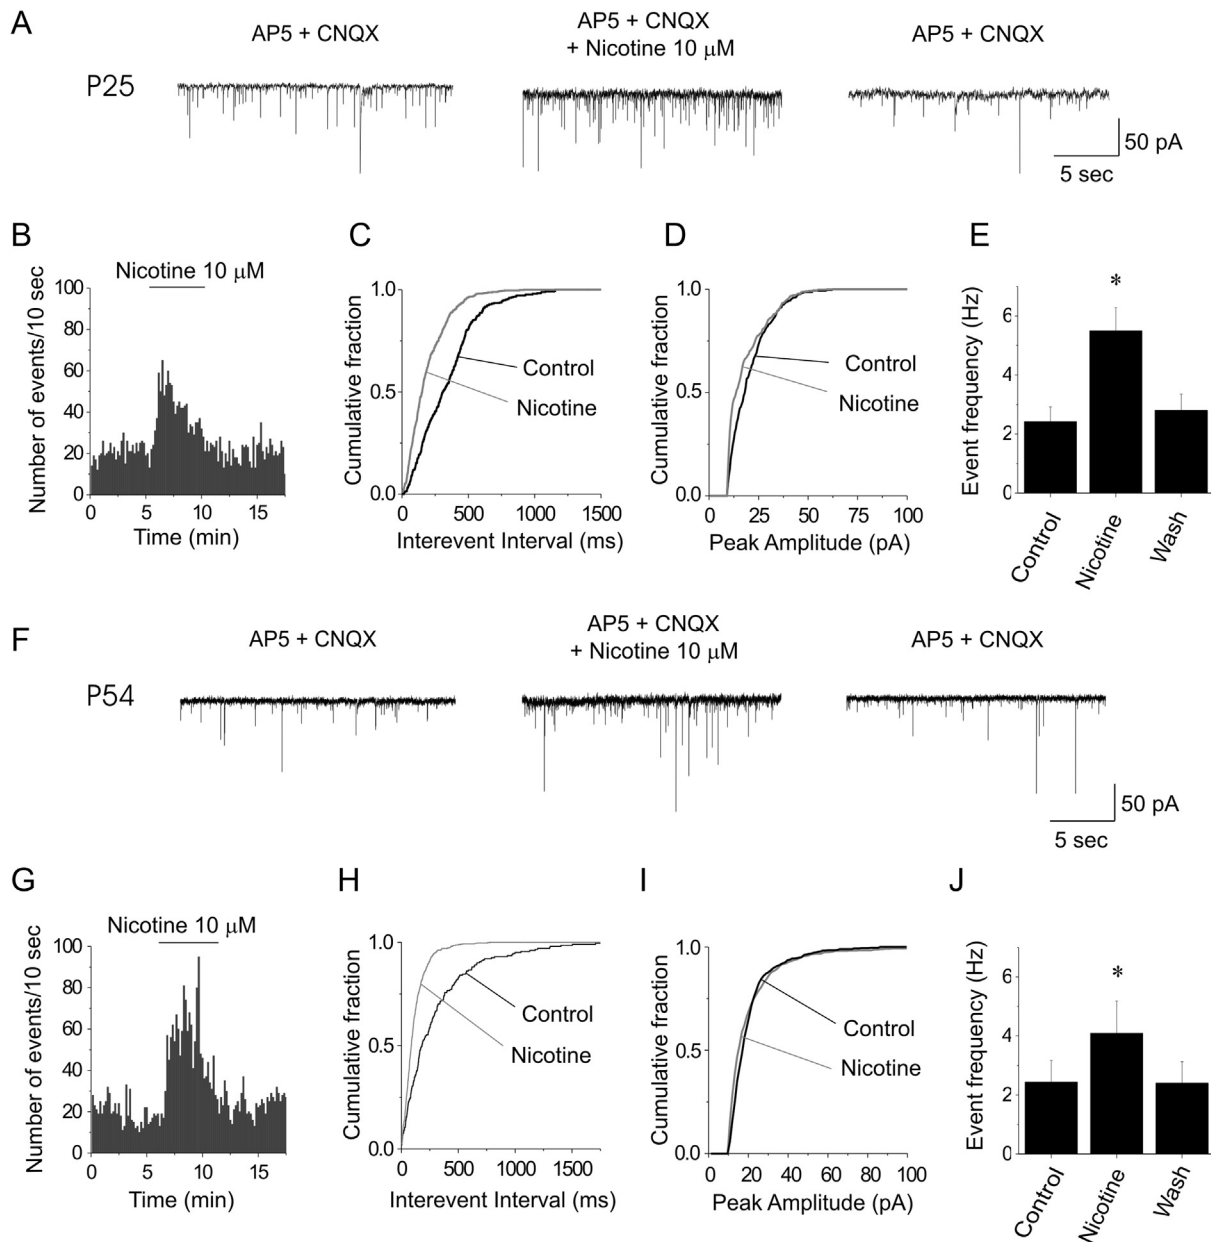 A
AP5 + CNQX
AP5 + CNQX
+ Nicotine 10 μM
AP5 + CNQX
P25
50 pA
5 sec
B
Nicotine 10 μM
Number of events/10 sec
100
80
60
40
20
0
0 5 10 15
Time (min)
C
Cumulative fraction
1.0
0.5
0.0
Control
Nicotine
0 500 1000 1500
Interevent Interval (ms)
D
Cumulative fraction
1.0
0.5
0.0
Control
Nicotine
0 25 50 75 100
Peak Amplitude (pA)
E
Event frequency (Hz)
6
4
2
0
*
Control
Nicotine
Wash
F
AP5 + CNQX
AP5 + CNQX
+ Nicotine 10 μM
AP5 + CNQX
P54
50 pA
5 sec
G
Nicotine 10 μM
Number of events/10 sec
100
80
60
40
20
0
0 5 10 15
Time (min)
H
Cumulative fraction
1.0
0.5
0.0
Control
Nicotine
0 500 1000 1500
Interevent Interval (ms)
I
Cumulative fraction
1.0
0.5
0.0
Control
Nicotine
0 20 40 60 80 100
Peak Amplitude (pA)
J
Event frequency (Hz)
6
4
2
0
*
Control
Nicotine
Wash